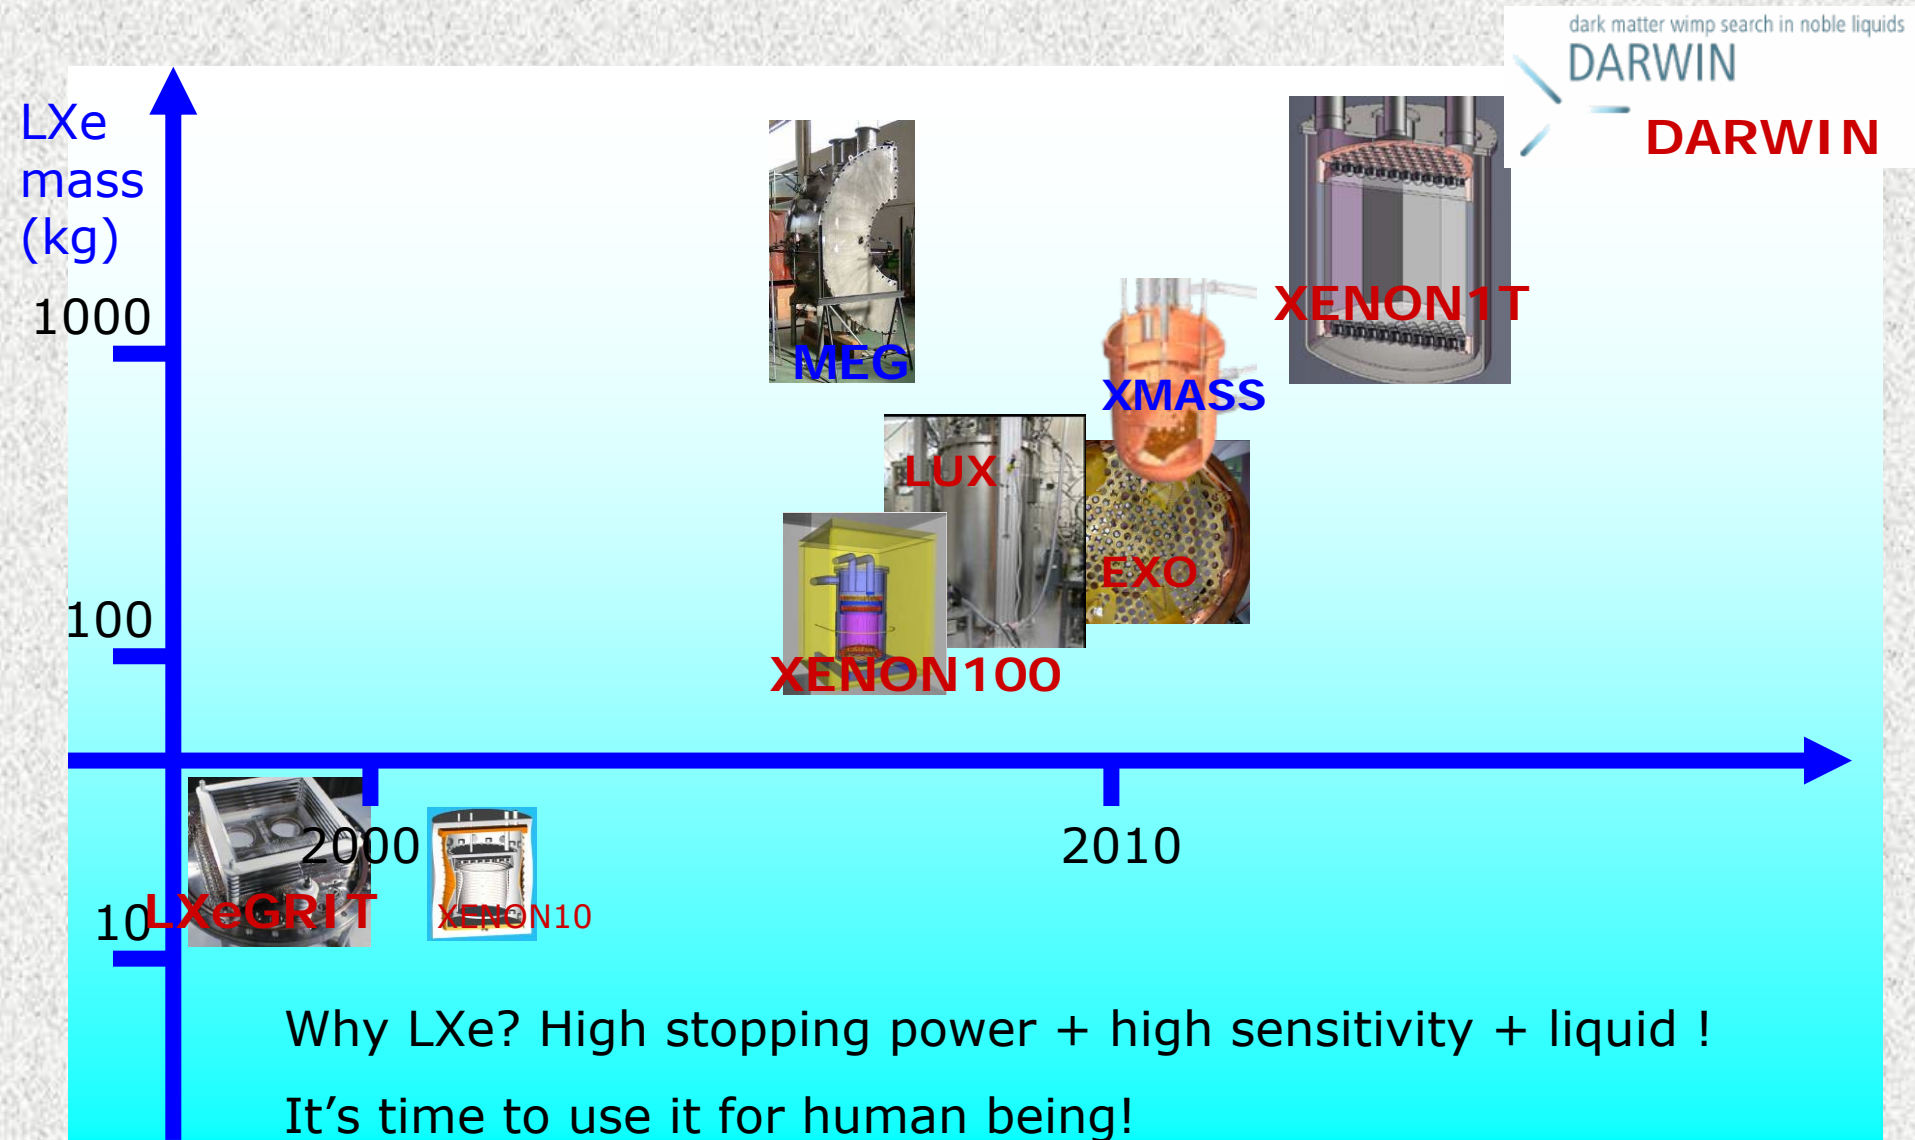 dark matter wimp search in noble liquids
DARWIN
DARWIN
LXe
mass
(kg)
1000
XENON1T
MEG
XMASS
LUX
EXO
100
XENON100
2000
2010
10
LXeGRIT
XENON10
Why LXe? High stopping power + high sensitivity + liquid !
It's time to use it for human being!